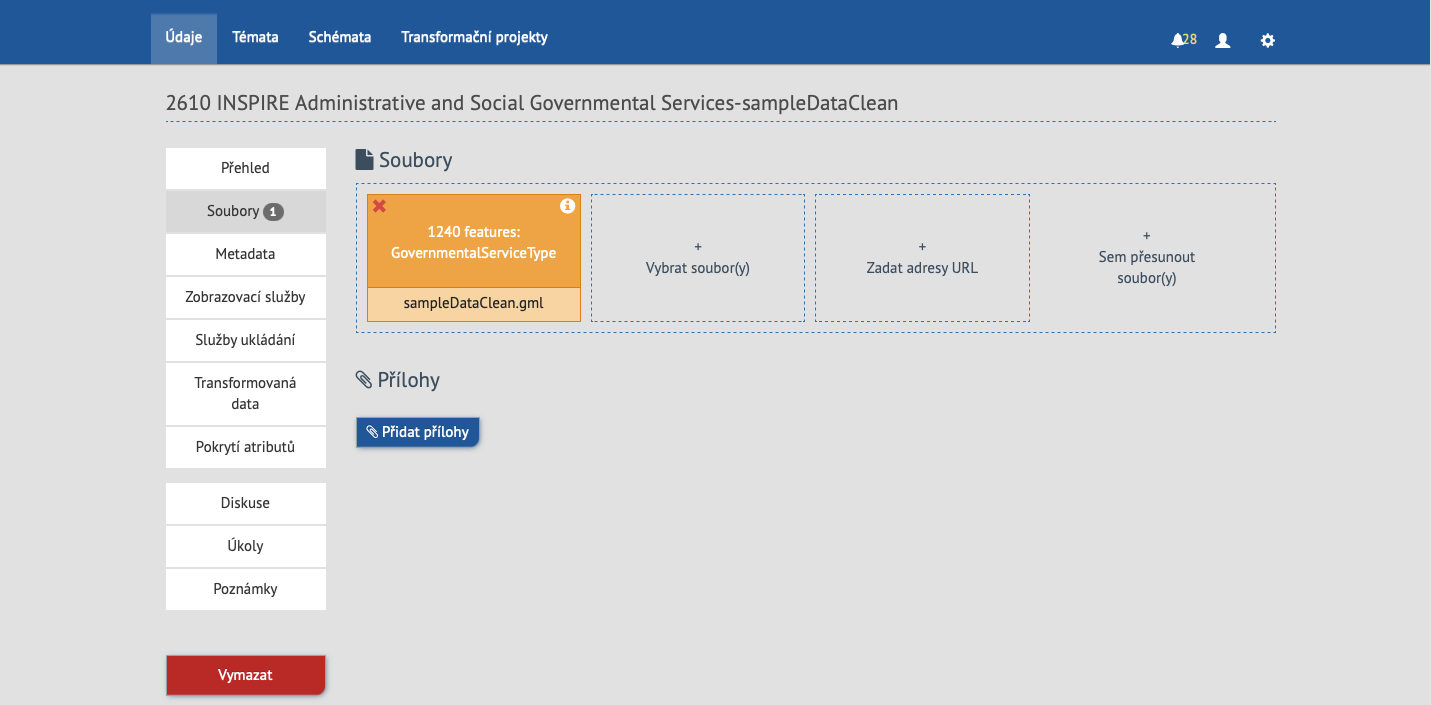 Údaje
Témata
Schémata
Transformační projekty
28
2610 INSPIRE Administrative and Social Governmental Services-sampleDataClean
Přehled
Soubory 1
Metadata
Zobrazovací služby
Služby ukládání
Transformovaná
data
Pokrytí atributů
Diskuse
Úkoly
Poznámky
Vymazat
Soubory
1240 features:
GovernmentalServiceType
sampleDataClean.gml
+
Vybrat soubor(y)
+
Zadat adresy URL
+
Sem přesunout
soubor(y)
Přílohy
Přidat přílohy